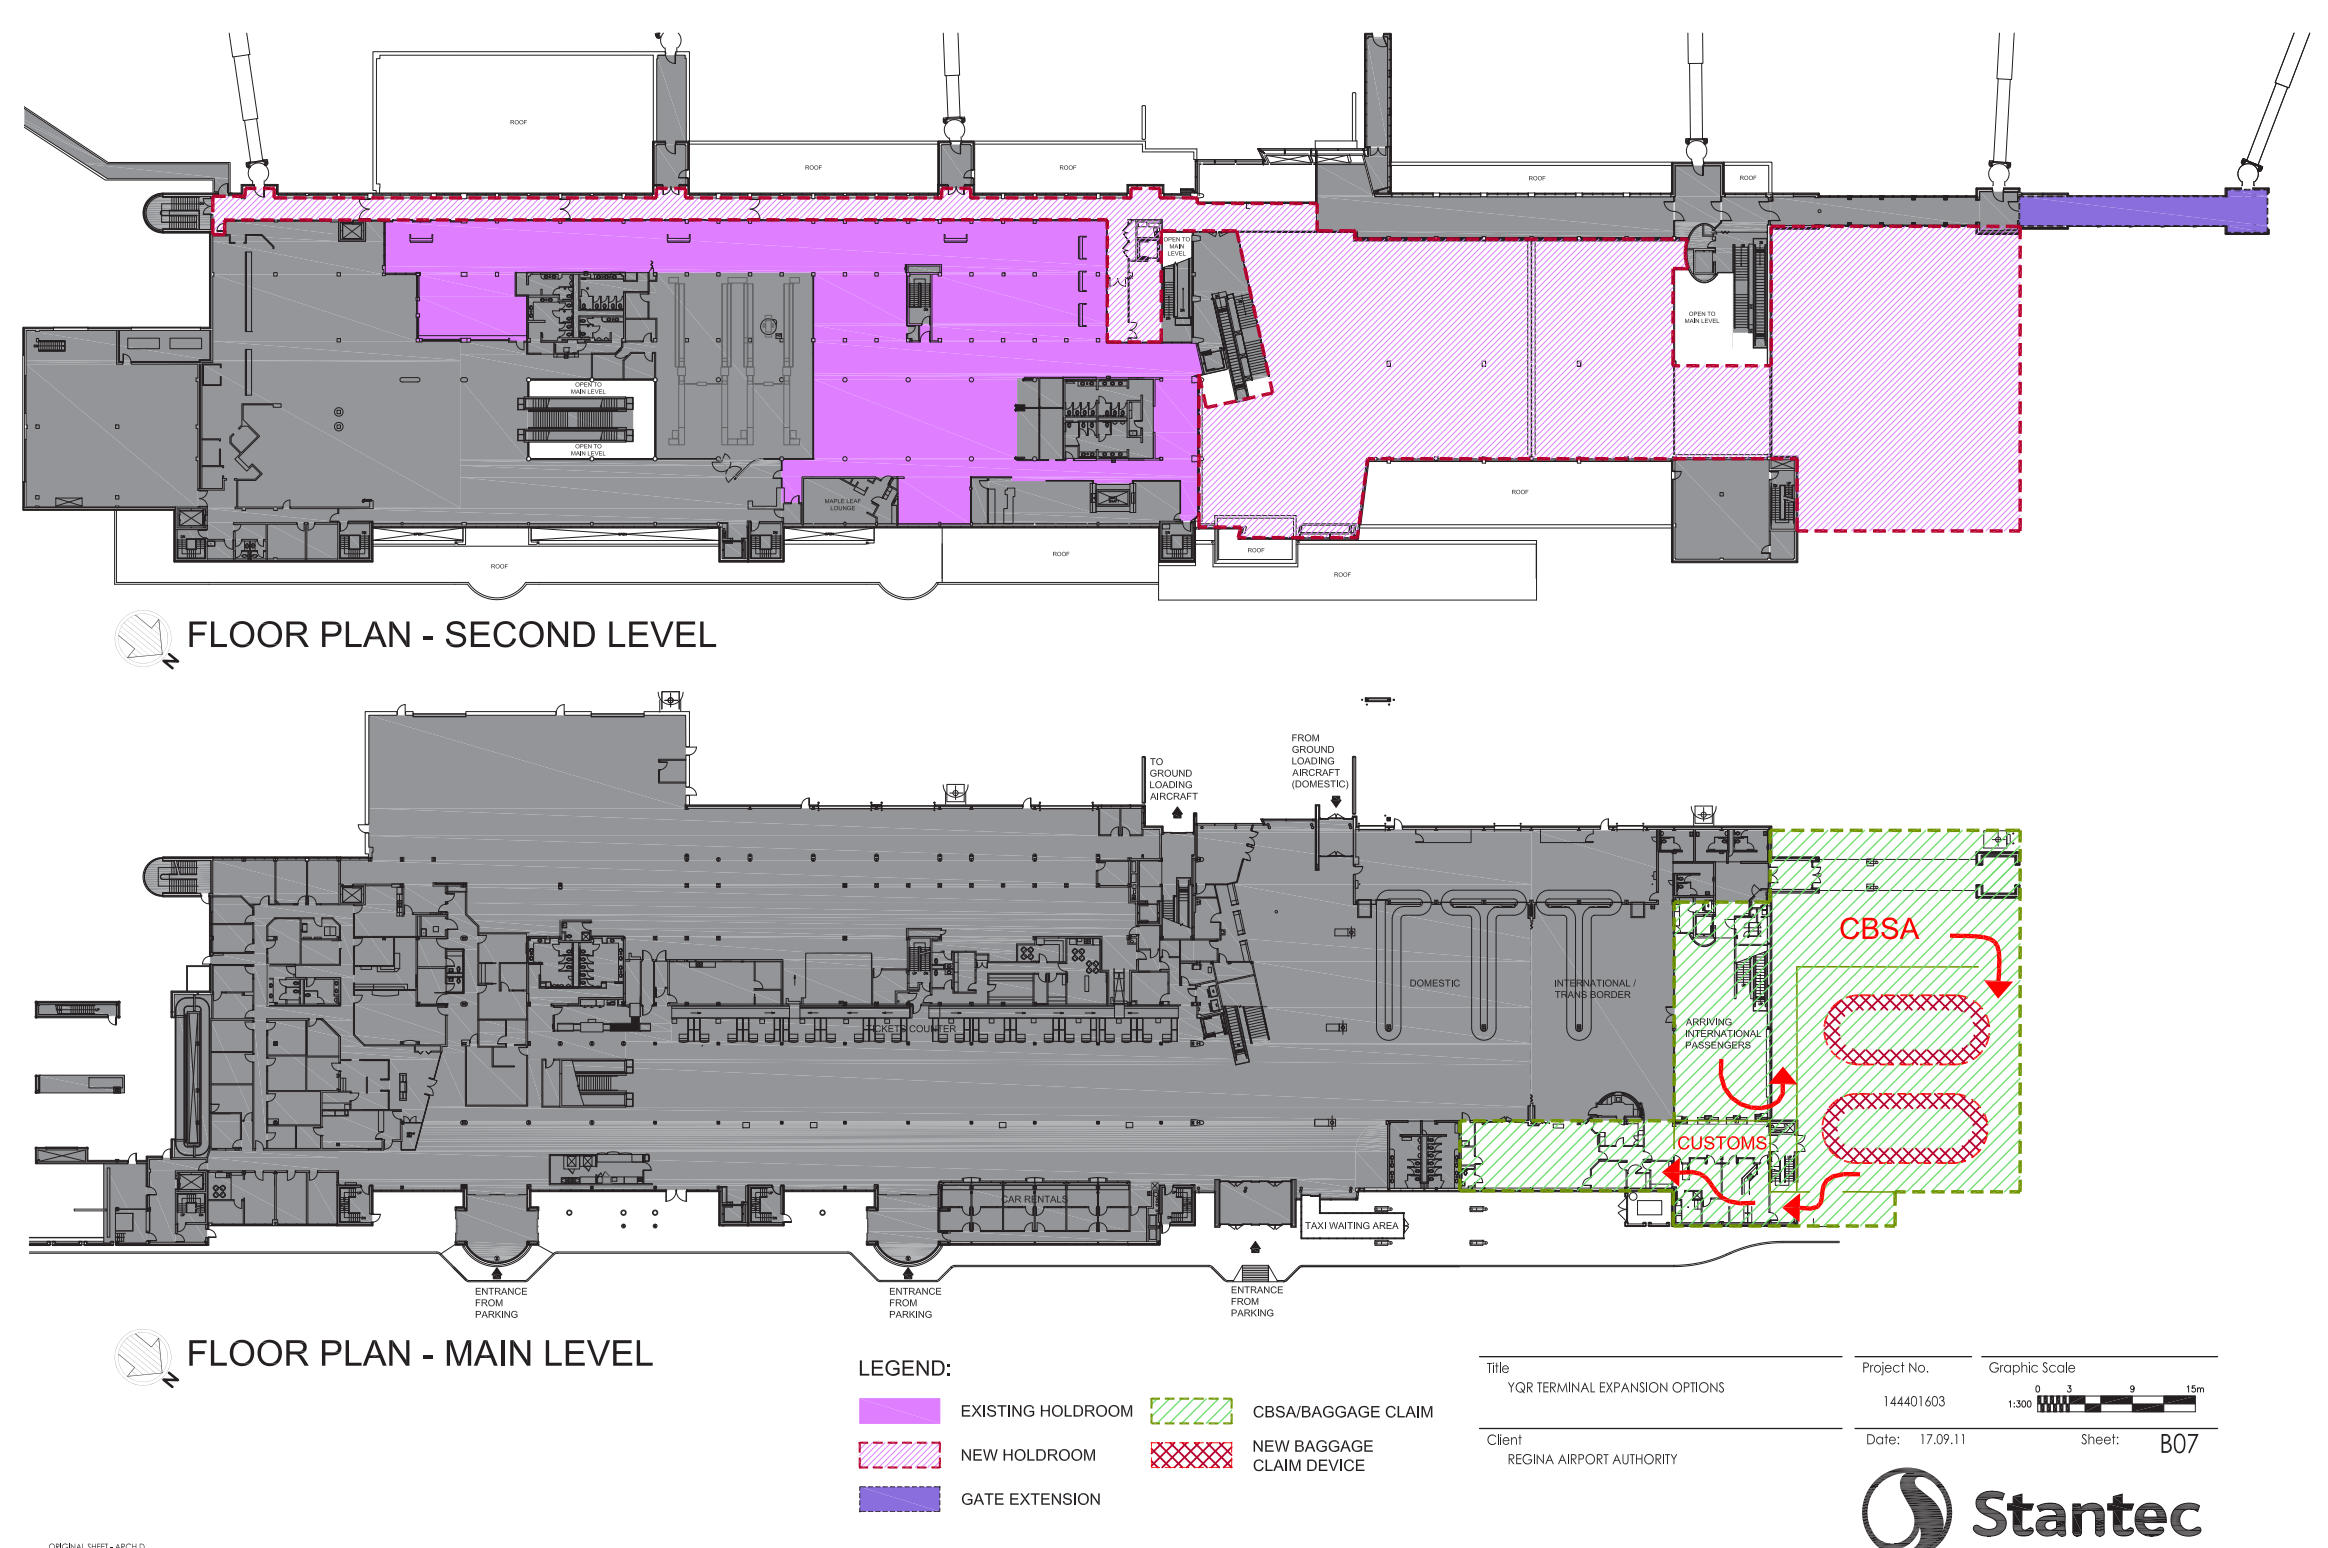 ROOF
ROOF
ROOF
ROOF
ROOF
OPEN TO
MAIN
LEVEL
OPEN TO
MAIN LEVEL
OPEN TO
MAIN LEVEL
OPEN TO
MAIN LEVEL
MAPLE LEAF
LOUNGE
ROOF
ROOF
ROOF
ROOF
ROOF
N
FLOOR PLAN - SECOND LEVEL
FROM
GROUND
LOADING
AIRCRAFT
(DOMESTIC)
TO
GROUND
LOADING
AIRCRAFT
CBSA
DOMESTIC
INTERNATIONAL /
TRANS BORDER
TICKETS COUNTER
ARRIVING
INTERNATIONAL
PASSENGERS
CUSTOMS
CAR RENTALS
TAXI WAITING AREA
ENTRANCE
FROM
PARKING
ENTRANCE
FROM
PARKING
ENTRANCE
FROM
PARKING
N
FLOOR PLAN - MAIN LEVEL
LEGEND:
EXISTING HOLDROOM
NEW HOLDROOM
GATE EXTENSION
CBSA/BAGGAGE CLAIM
NEW BAGGAGE
CLAIM DEVICE
Title
YQR TERMINAL EXPANSION OPTIONS
Project No.
144401603
Graphic Scale
0 3 9 15m
1:300
Client
REGINA AIRPORT AUTHORITY
Date: 17.09.11
Sheet: B07
Stantec
ORIGINAL SHEET - ARCH D